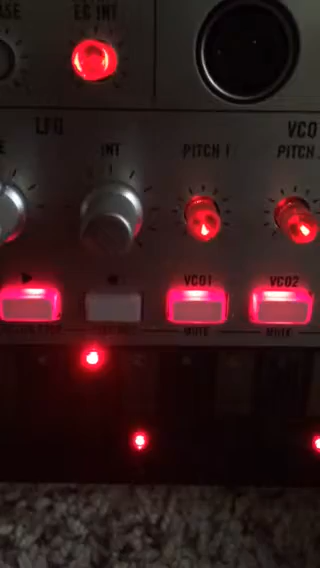 EG INT
LFO
VCO
INT
PITCH 1
PITCH
VCO1
VCO2
MUTE
MUTE